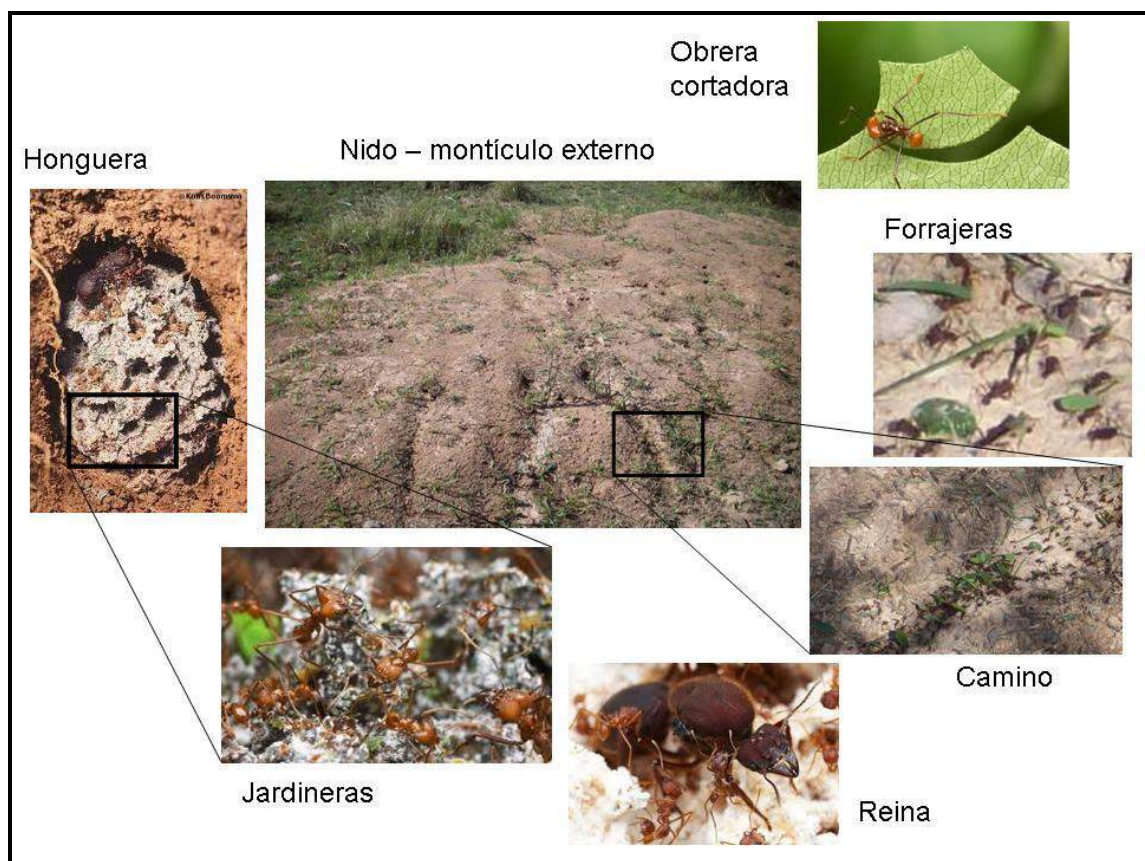 Obrera
cortadora
Nido – montículo externo
Honguera
Forrajeras
Camino
Jardineras
Reina